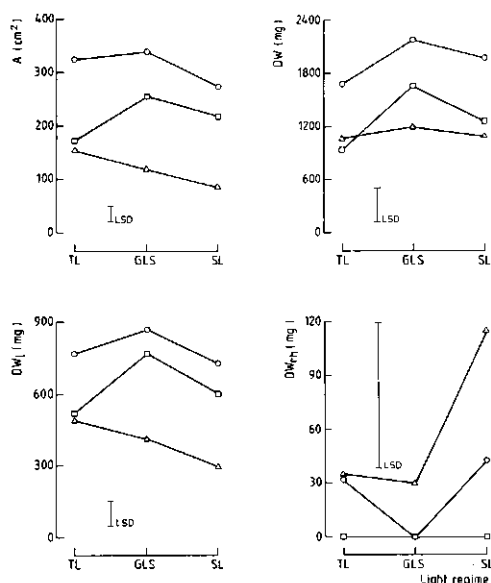 A (cm²)
400
300
200
100
0
LSD
TL GLS SL
DW (mg)
2400
1800
1200
600
0
LSD
TL GLS SL
DWL (mg)
900
600
300
0
LSD
TL GLS SL
DWrh (mg)
120
90
60
30
0
LSD
TL GLS SL
Light regime